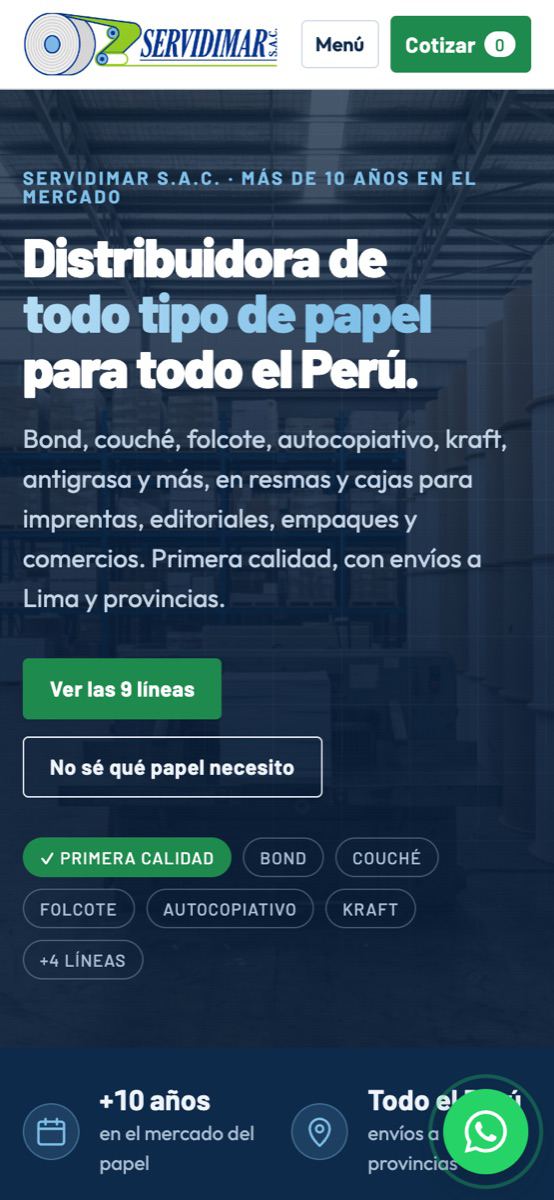 SERVIDIMAR S.A.C.
Menú
Cotizar 0
SERVIDIMAR S.A.C. · MÁS DE 10 AÑOS EN EL
MERCADO
Distribuidora de
todo tipo de papel
para todo el Perú.
Bond, couché, folcote, autocopiativo, kraft,
antigrasa y más, en resmas y cajas para
imprentas, editoriales, empaques y
comercios. Primera calidad, con envíos a
Lima y provincias.
Ver las 9 líneas
No sé qué papel necesito
✓ PRIMERA CALIDAD
BOND
COUCHÉ
FOLCOTE
AUTOCOPIATIVO
KRAFT
+4 LÍNEAS
+10 años
en el mercado del
papel
Todo el Perú
envíos a
provincias